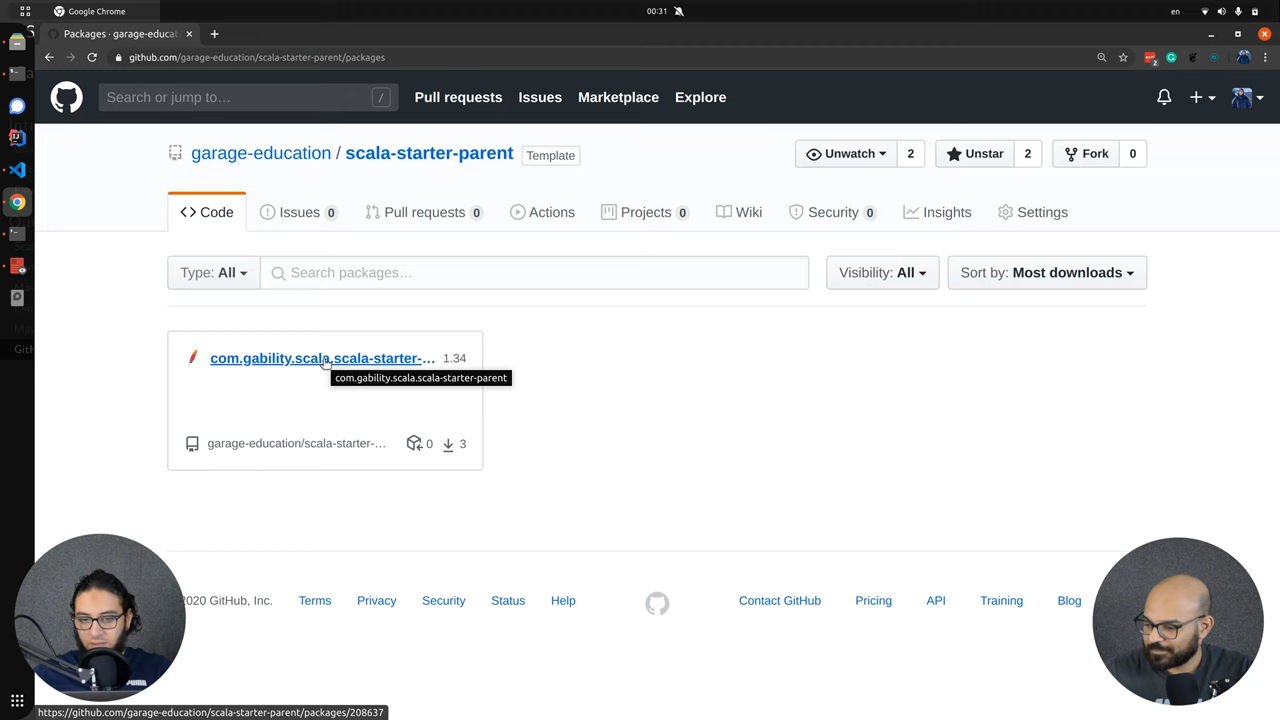 Google Chrome
00:31
en
Packages · garage-educat
github.com/garage-education/scala-starter-parent/packages
2
Search or jump to…
/
Pull requests
Issues
Marketplace
Explore
garage-education / scala-starter-parent
Template
Unwatch
2
Unstar
2
Fork
0
Code
Issues 0
Pull requests 0
Actions
Projects 0
Wiki
Security 0
Insights
Settings
Type: All
Search packages…
Visibility: All
Sort by: Most downloads
com.gability.scala.scala-starter-…
1.34
com.gability.scala.scala-starter-parent
garage-education/scala-starter-…
0
3
2020 GitHub, Inc.
Terms
Privacy
Security
Status
Help
Contact GitHub
Pricing
API
Training
Blog
https://github.com/garage-education/scala-starter-parent/packages/208637